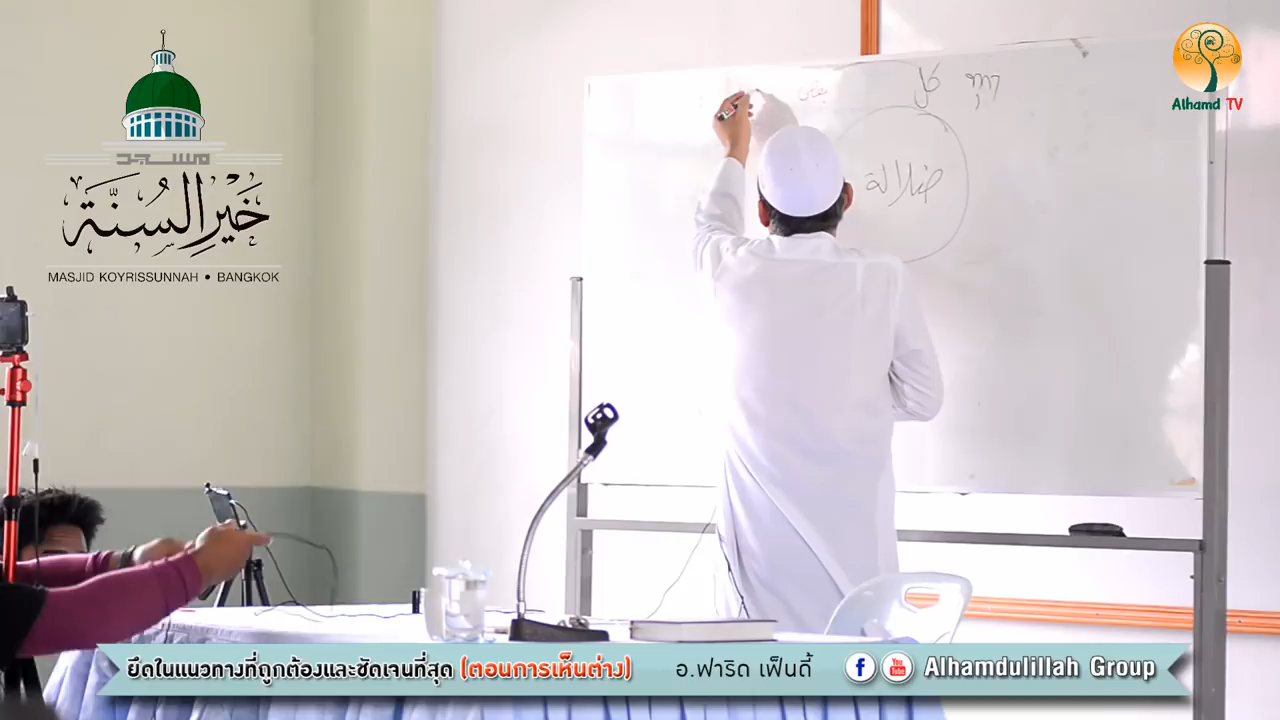 مسجد
خَيْرِ السُنَّة
MASJID KOYRISSUNNAH • BANGKOK
Alhamd TV
كل ทุก
ضلالة
ยึดในแนวทางที่ถูกต้องและชัดเจนที่สุด (ตอนการเห็นต่าง) อ.ฟาริด เฟ็นดี้ Alhamdulillah Group